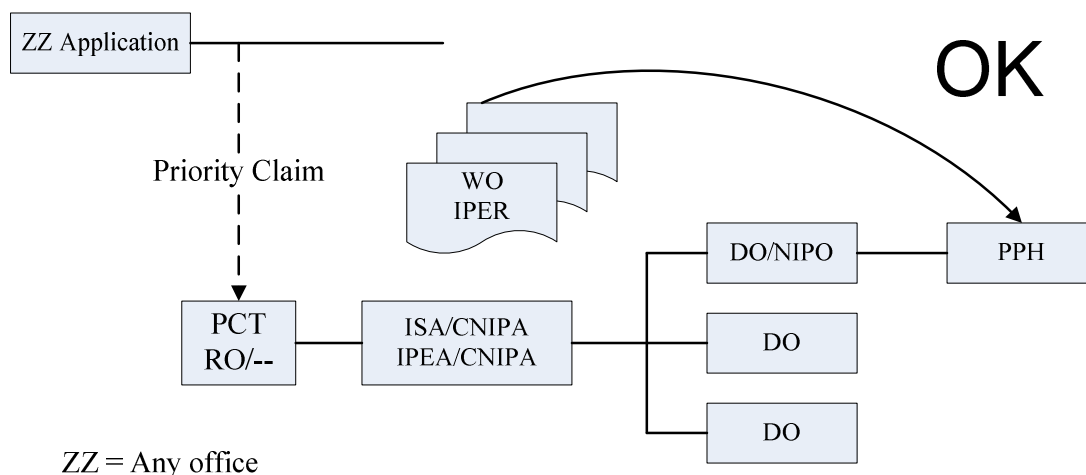 ZZ Application
OK
Priority Claim
WO
IPER
DO/NIPO
PPH
PCT
RO/--
ISA/CNIPA
IPEA/CNIPA
DO
DO
ZZ = Any office